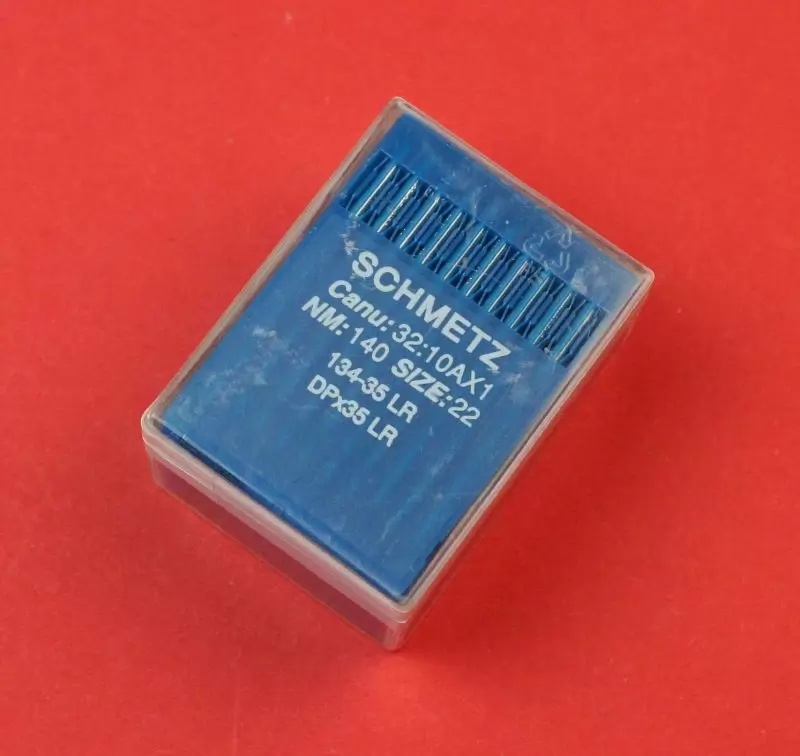 SCHMETZ
Canu: 32:10AX1
NM: 140 SIZE: 22
134-35 LR
DPx35 LR